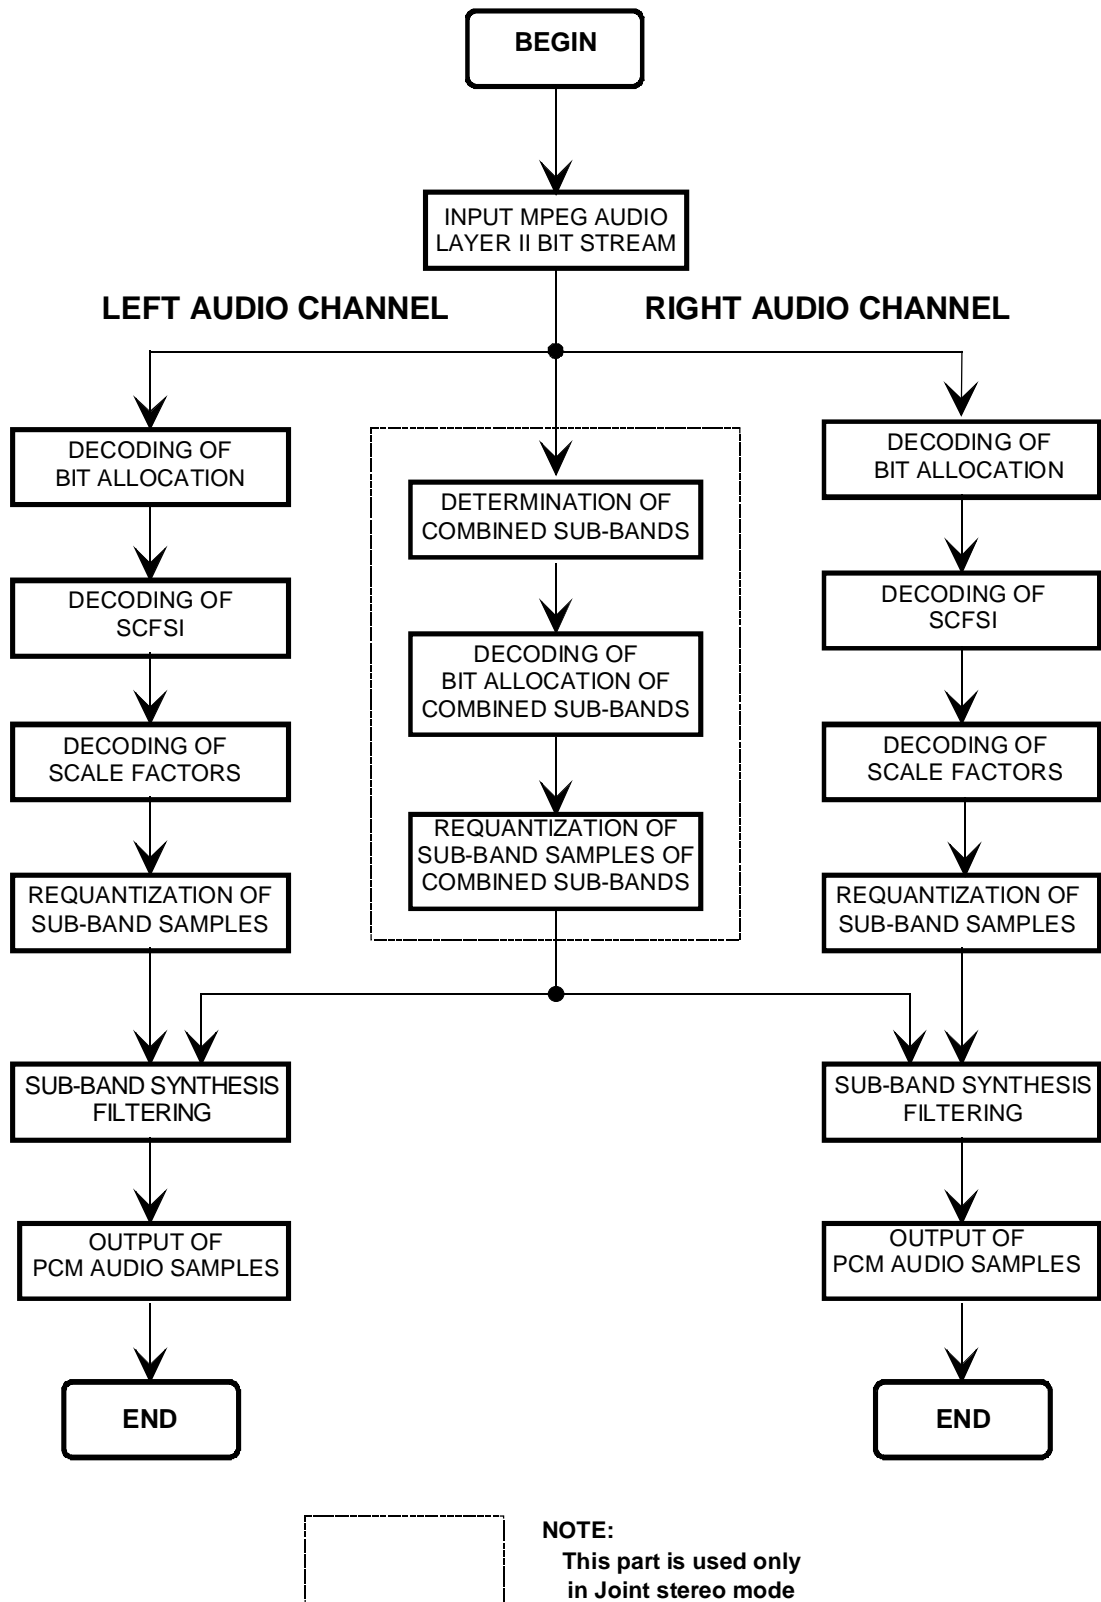 BEGIN
INPUT MPEG AUDIO
LAYER II BIT STREAM
LEFT AUDIO CHANNEL
RIGHT AUDIO CHANNEL
DECODING OF
BIT ALLOCATION
DECODING OF
SCFSI
DECODING OF
SCALE FACTORS
REQUANTIZATION OF
SUB-BAND SAMPLES
SUB-BAND SYNTHESIS
FILTERING
OUTPUT OF
PCM AUDIO SAMPLES
END
DETERMINATION OF
COMBINED SUB-BANDS
DECODING OF
BIT ALLOCATION OF
COMBINED SUB-BANDS
REQUANTIZATION OF
SUB-BAND SAMPLES OF
COMBINED SUB-BANDS
DECODING OF
BIT ALLOCATION
DECODING OF
SCFSI
DECODING OF
SCALE FACTORS
REQUANTIZATION OF
SUB-BAND SAMPLES
SUB-BAND SYNTHESIS
FILTERING
OUTPUT OF
PCM AUDIO SAMPLES
END
NOTE:
This part is used only
in Joint stereo mode